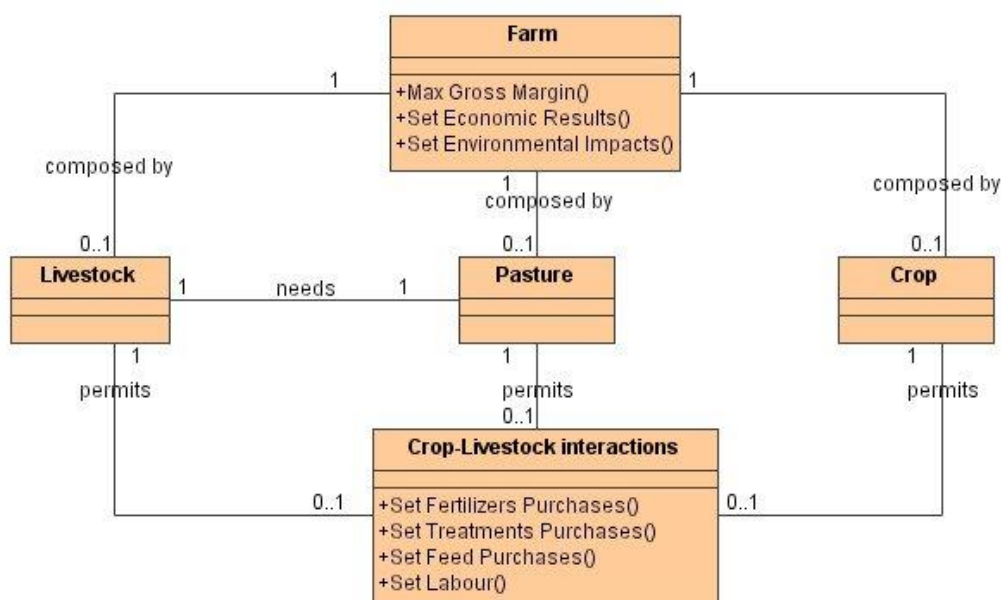 Farm
1
1
+Max Gross Margin()
+Set Economic Results()
+Set Environmental Impacts()
composed by
1
composed by
composed by
0..1
0..1
0..1
Livestock
1
needs
1
Pasture
Crop
1
1
1
permits
permits
permits
0..1
Crop-Livestock interactions
0..1
0..1
+Set Fertilizers Purchases()
+Set Treatments Purchases()
+Set Feed Purchases()
+Set Labour()